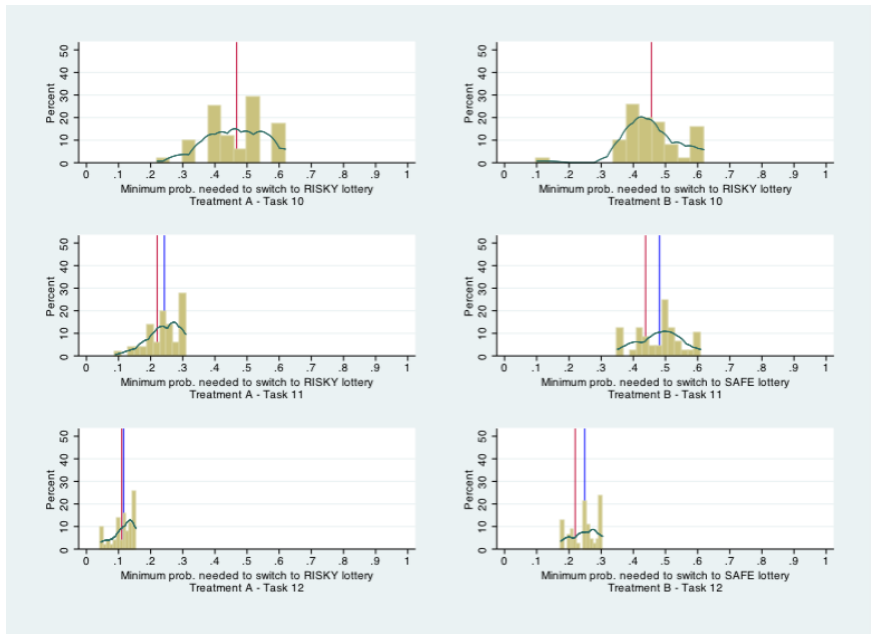 Percent
0 10 20 30 40 50
0 .1 .2 .3 .4 .5 .6 .7 .8 .9 1
Minimum prob. needed to switch to RISKY lottery
Treatment A - Task 10
Percent
0 10 20 30 40 50
0 .1 .2 .3 .4 .5 .6 .7 .8 .9 1
Minimum prob. needed to switch to RISKY lottery
Treatment B - Task 10
Percent
0 10 20 30 40 50
0 .1 .2 .3 .4 .5 .6 .7 .8 .9 1
Minimum prob. needed to switch to RISKY lottery
Treatment A - Task 11
Percent
0 10 20 30 40 50
0 .1 .2 .3 .4 .5 .6 .7 .8 .9 1
Minimum prob. needed to switch to SAFE lottery
Treatment B - Task 11
Percent
0 10 20 30 40 50
0 .1 .2 .3 .4 .5 .6 .7 .8 .9 1
Minimum prob. needed to switch to RISKY lottery
Treatment A - Task 12
Percent
0 10 20 30 40 50
0 .1 .2 .3 .4 .5 .6 .7 .8 .9 1
Minimum prob. needed to switch to SAFE lottery
Treatment B - Task 12